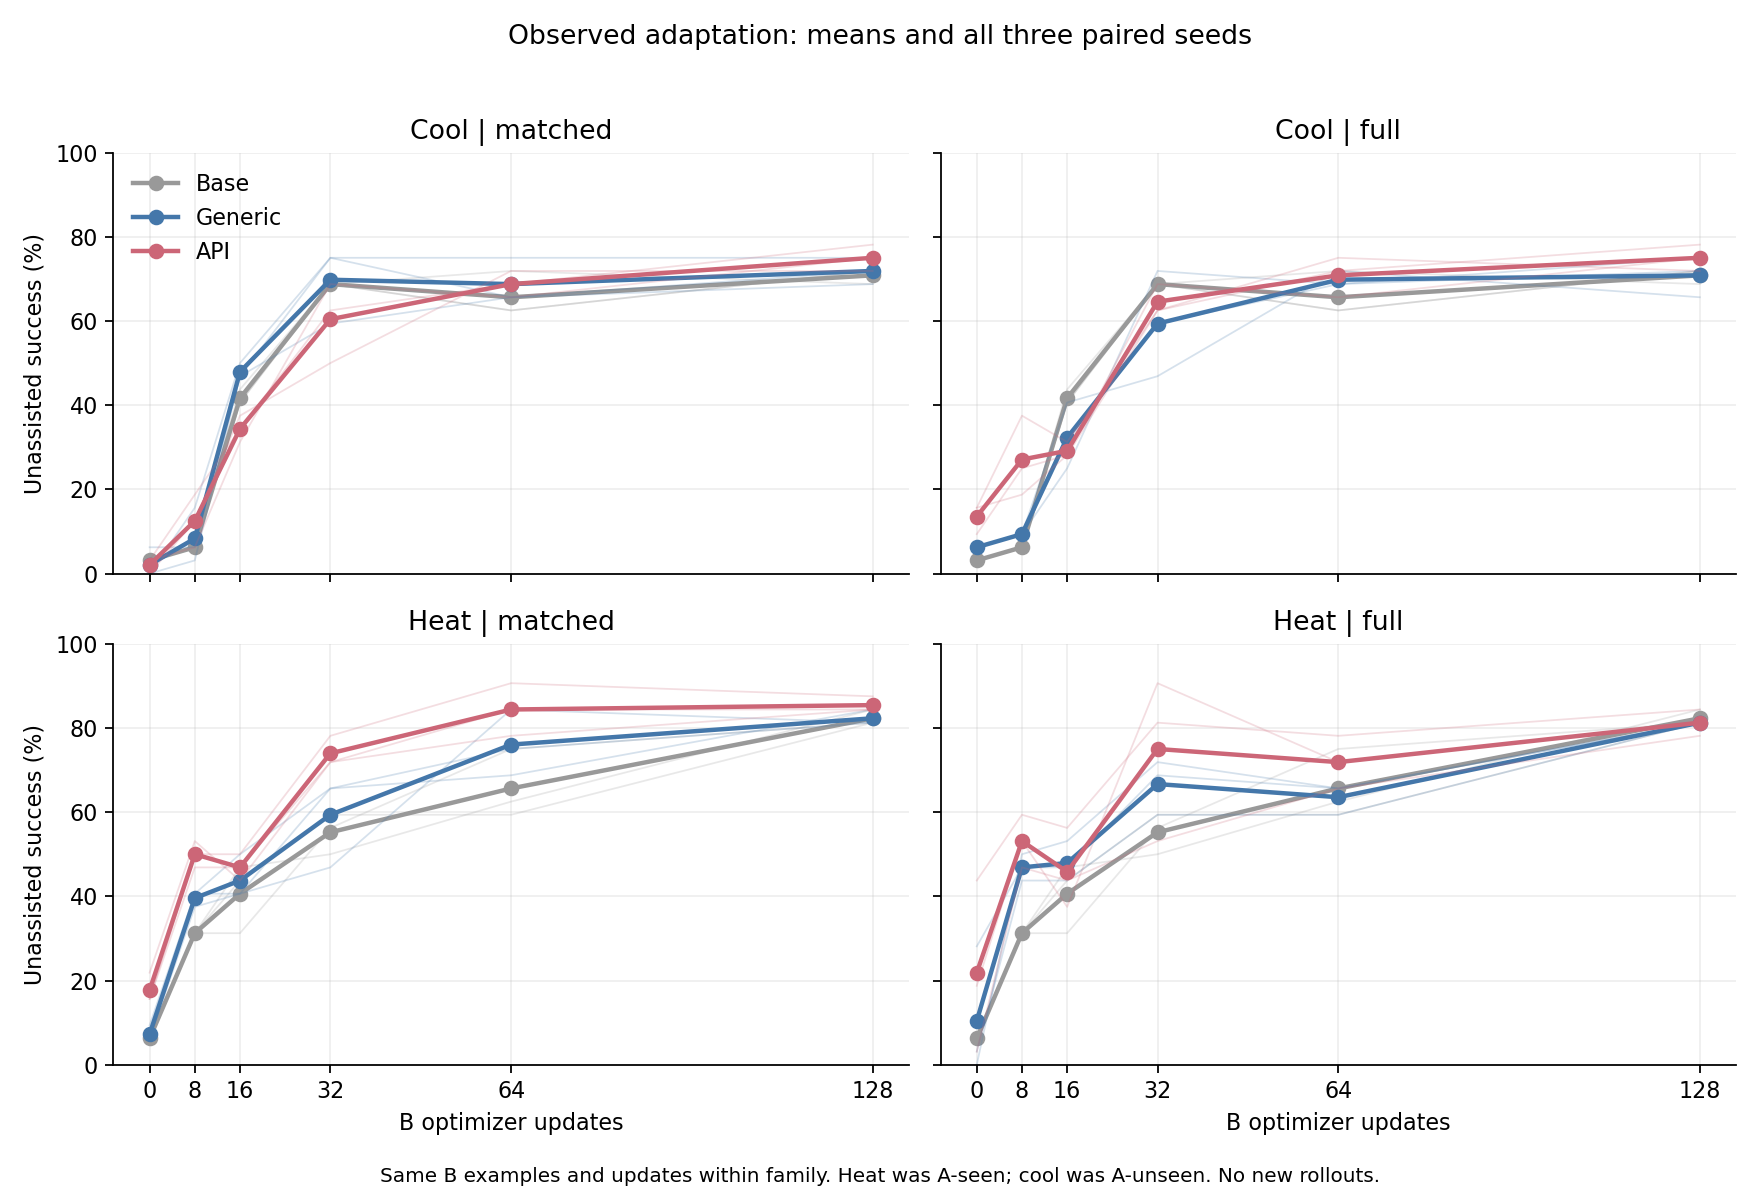 Observed adaptation: means and all three paired seeds
Cool | matched
Cool | full
Unassisted success (%)
100
80
60
40
20
0
Base
Generic
API
Heat | matched
Heat | full
Unassisted success (%)
100
80
60
40
20
0
0 8 16 32 64 128
0 8 16 32 64 128
B optimizer updates
B optimizer updates
Same B examples and updates within family. Heat was A-seen; cool was A-unseen. No new rollouts.